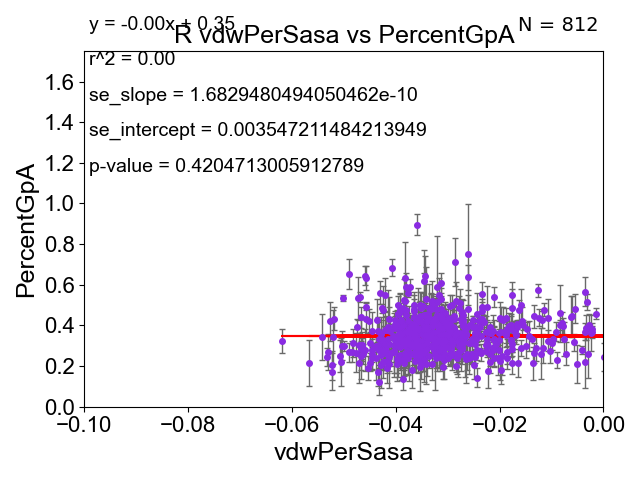 y = -0.00x + 0.35
N = 812
R vdwPerSasa vs PercentGpA
r^2 = 0.00
se_slope = 1.6829480494050462e-10
se_intercept = 0.003547211484213949
p-value = 0.4204713005912789
PercentGpA
1.6
1.4
1.2
1.0
0.8
0.6
0.4
0.2
0.0
−0.10
−0.08
−0.06
−0.04
−0.02
0.00
vdwPerSasa